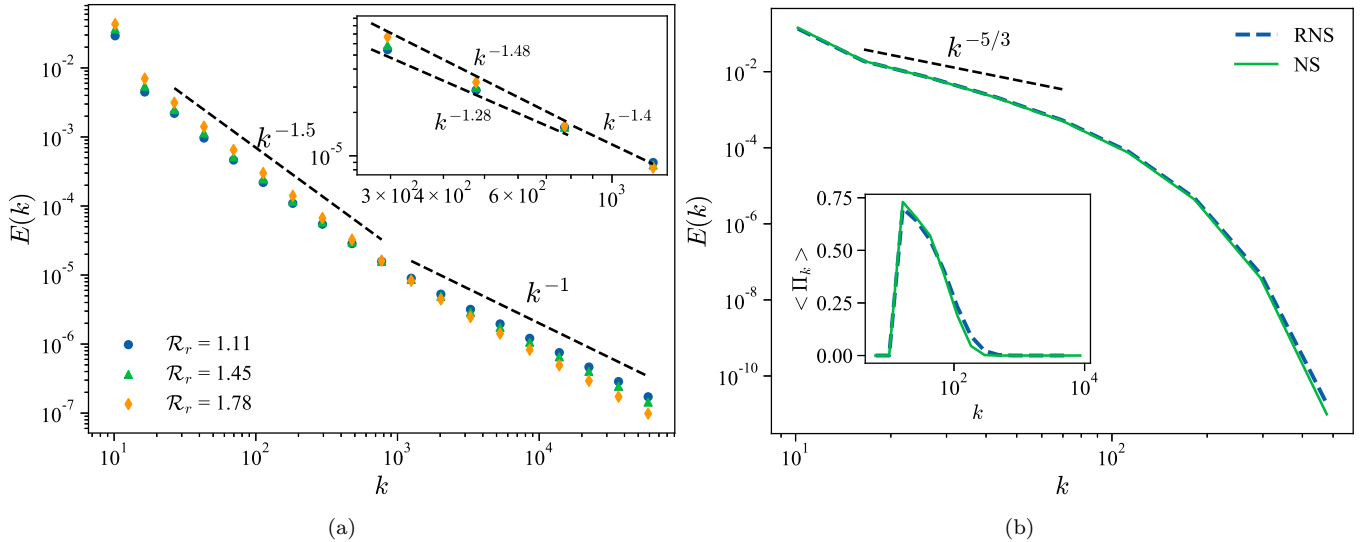 E(k)
10^{-2}
10^{-3}
10^{-4}
10^{-5}
10^{-6}
10^{-7}
k^{-1.5}
k^{-1}
R_r = 1.11
R_r = 1.45
R_r = 1.78
10^1
10^2
10^3
10^4
k
k^{-1.48}
k^{-1.28}
k^{-1.4}
10^{-5}
3 × 10^2
4 × 10^2
6 × 10^2
10^3
(a)
E(k)
10^{-2}
10^{-4}
10^{-6}
10^{-8}
10^{-10}
k^{-5/3}
RNS
NS
< Π_k >
0.75
0.50
0.25
0.00
10^2
10^4
k
10^1
10^2
k
(b)